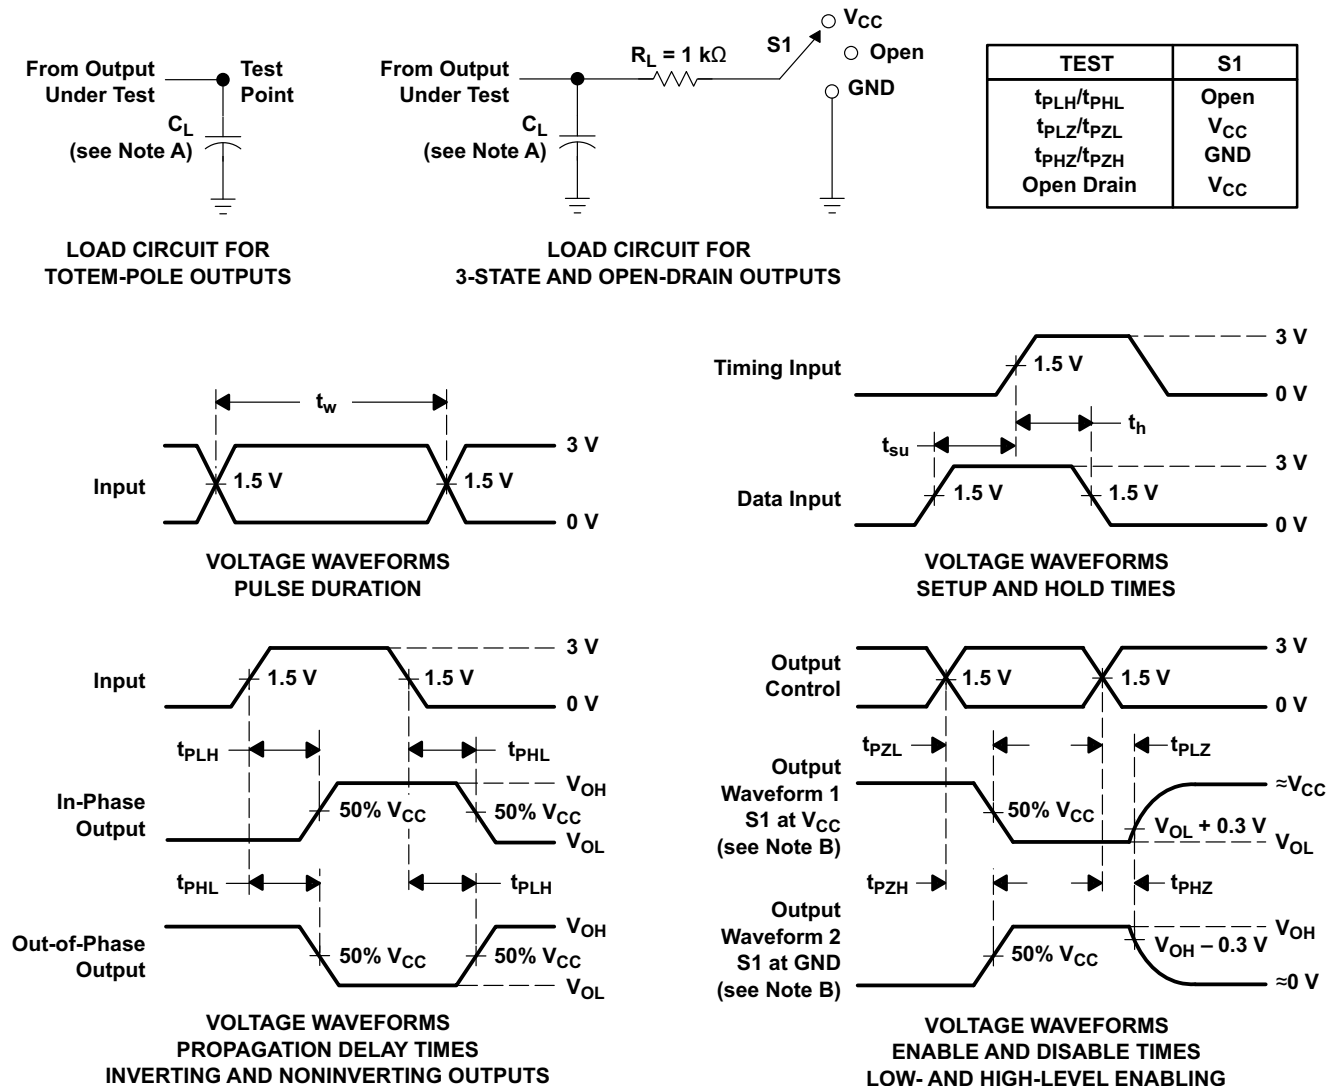 From Output
Under Test
Test
Point
C_L
(see Note A)
LOAD CIRCUIT FOR
TOTEM-POLE OUTPUTS
From Output
Under Test
R_L = 1 kΩ
S1
V_CC
Open
GND
C_L
(see Note A)
LOAD CIRCUIT FOR
3-STATE AND OPEN-DRAIN OUTPUTS
TEST S1
t_PLH/t_PHL Open
t_PLZ/t_PZL V_CC
t_PHZ/t_PZH GND
Open Drain V_CC
t_w
Input
1.5 V
1.5 V
3 V
0 V
VOLTAGE WAVEFORMS
PULSE DURATION
Timing Input
1.5 V
3 V
0 V
t_su
t_h
Data Input
1.5 V
1.5 V
3 V
0 V
VOLTAGE WAVEFORMS
SETUP AND HOLD TIMES
Input
1.5 V
1.5 V
3 V
0 V
t_PLH
t_PHL
In-Phase
Output
50% V_CC
50% V_CC
V_OH
V_OL
t_PHL
t_PLH
Out-of-Phase
Output
50% V_CC
50% V_CC
V_OH
V_OL
VOLTAGE WAVEFORMS
PROPAGATION DELAY TIMES
INVERTING AND NONINVERTING OUTPUTS
Output
Control
1.5 V
1.5 V
3 V
0 V
t_PZL
t_PLZ
Output
Waveform 1
S1 at V_CC
(see Note B)
50% V_CC
V_OL + 0.3 V
≈V_CC
V_OL
t_PZH
t_PHZ
Output
Waveform 2
S1 at GND
(see Note B)
50% V_CC
V_OH – 0.3 V
V_OH
≈0 V
VOLTAGE WAVEFORMS
ENABLE AND DISABLE TIMES
LOW- AND HIGH-LEVEL ENABLING